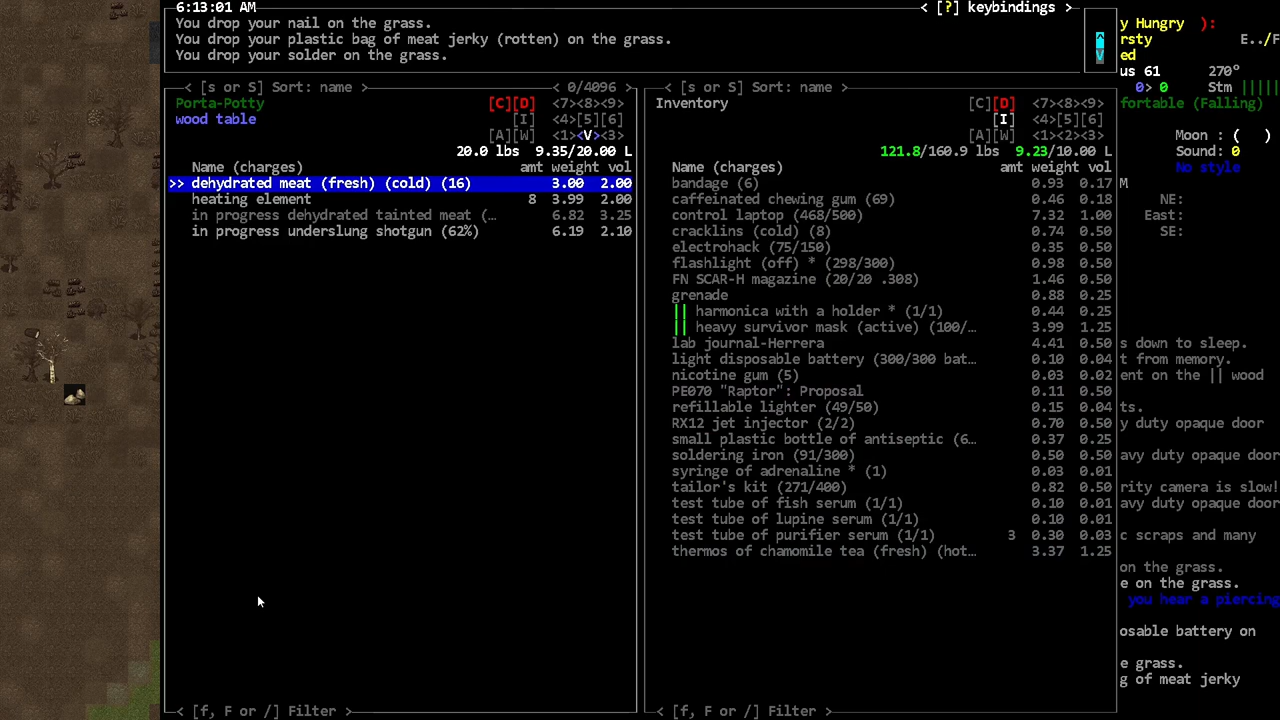 6:13:01 AM
< [?] keybindings >
You drop your nail on the grass.
You drop your plastic bag of meat jerky (rotten) on the grass.
You drop your solder on the grass.
< [s or S] Sort: name > < 0/4096 >
Porta-Potty [C][D] <7><8><9>
wood table [I] <4>[5][6]
[A][W] <1><V><3>
20.0 lbs 9.35/20.00 L
Name (charges) amt weight vol
>> dehydrated meat (fresh) (cold) (16) 3.00 2.00
heating element 8 3.99 2.00
in progress dehydrated tainted meat (… 6.82 3.25
in progress underslung shotgun (62%) 6.19 2.10
< [f, F or /] Filter >
< [s or S] Sort: name >
Inventory [C][D] <7><8><9>
[I] <4>[5][6]
[A][W] <1><2><3>
121.8/160.9 lbs 9.23/10.00 L
Name (charges) amt weight vol
bandage (6) 0.93 0.17
caffeinated chewing gum (69) 0.46 0.18
control laptop (468/500) 7.32 1.00
cracklins (cold) (8) 0.74 0.50
electrohack (75/150) 0.35 0.50
flashlight (off) * (298/300) 0.98 0.50
FN SCAR-H magazine (20/20 .308) 1.46 0.50
grenade 0.88 0.25
|| harmonica with a holder * (1/1) 0.44 0.25
|| heavy survivor mask (active) (100/… 3.99 1.25
lab journal-Herrera 4.41 0.50
light disposable battery (300/300 bat… 0.10 0.04
nicotine gum (5) 0.03 0.02
PE070 "Raptor": Proposal 0.11 0.50
refillable lighter (49/50) 0.15 0.04
RX12 jet injector (2/2) 0.70 0.50
small plastic bottle of antiseptic (6… 0.37 0.25
soldering iron (91/300) 0.50 0.50
syringe of adrenaline * (1) 0.03 0.01
tailor's kit (271/400) 0.82 0.50
test tube of fish serum (1/1) 0.10 0.01
test tube of lupine serum (1/1) 0.10 0.01
test tube of purifier serum (1/1) 3 0.30 0.03
thermos of chamomile tea (fresh) (hot… 3.37 1.25
< [f, F or /] Filter >
y Hungry ):
rsty E../F
ed
us 61 270°
0> 0 Stm |||||
fortable (Falling)
Moon : ( )
Sound: 0
No style
M
NE:
East:
SE:
s down to sleep.
t from memory.
ent on the || wood
ts.
y duty opaque door
avy duty opaque door
rity camera is slow!
avy duty opaque door
c scraps and many
on the grass.
e on the grass.
you hear a piercing
osable battery on
e grass.
g of meat jerky